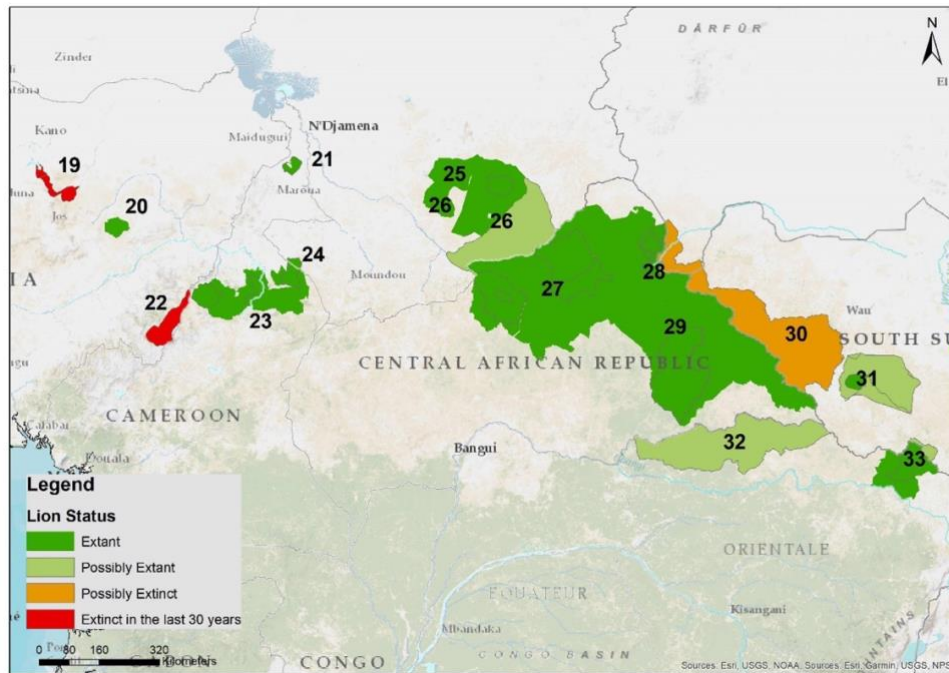 N
DĀRFŪR
Zinder
El
Kano
Maiduguri
N'Djamena
19
21
Maroua
25
20
Jos
26
26
24
Moundou
28
22
27
23
29
30
Wau
SOUTH SU
CENTRAL AFRICAN REPUBLIC
31
CAMEROON
Calabar
Bangui
32
33
Douala
Legend
Lion Status
Extant
Possibly Extant
Possibly Extinct
Extinct in the last 30 years
ORIENTALE
EQUATEUR
Kisangani
Mbandaka
CONGO BASIN
CONGO
0 80 160 320
Kilometers
Sources: Esri, USGS, NOAA, Sources: Esri, Garmin, USGS, NPS